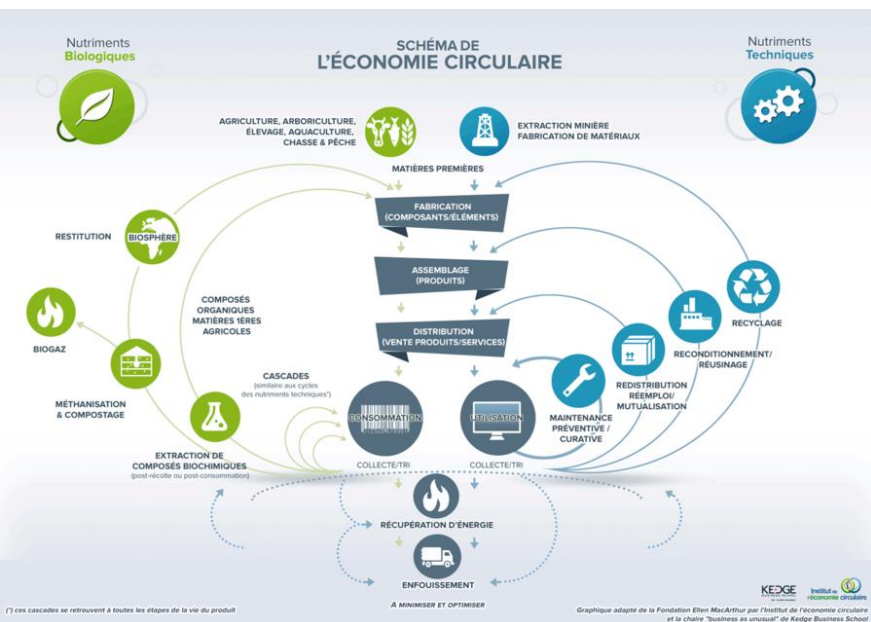 Nutriments
Biologiques
SCHÉMA DE
L'ÉCONOMIE CIRCULAIRE
Nutriments
Techniques
AGRICULTURE, ARBORICULTURE,
ÉLEVAGE, AQUACULTURE,
CHASSE & PÊCHE
EXTRACTION MINIÈRE
FABRICATION DE MATÉRIAUX
MATIÈRES PREMIÈRES
FABRICATION
(COMPOSANTS/ÉLÉMENTS)
RESTITUTION
BIOSPHÈRE
ASSEMBLAGE
(PRODUITS)
COMPOSÉS
ORGANIQUES
MATIÈRES 1ÈRES
AGRICOLES
RECYCLAGE
DISTRIBUTION
(VENTE PRODUITS/SERVICES)
BIOGAZ
RECONDITIONNEMENT/
RÉUSINAGE
CASCADES
(similaire aux cycles
des nutriments techniques*)
REDISTRIBUTION
RÉEMPLOI/
MUTUALISATION
MÉTHANISATION
& COMPOSTAGE
CONSOMMATION
UTILISATION
MAINTENANCE
PRÉVENTIVE /
CURATIVE
EXTRACTION DE
COMPOSÉS BIOCHIMIQUES
(post-récolte ou post-consommation)
COLLECTE/TRI
COLLECTE/TRI
RÉCUPÉRATION D'ÉNERGIE
ENFOUISSEMENT
À MINIMISER ET OPTIMISER
KEDGE
Institut de
l'économie circulaire
(*) ces cascades se retrouvent à toutes les étapes de la vie du produit
Graphique adapté de la Fondation Ellen MacArthur par l'Institut de l'économie circulaire
et la chaire "business as unusual" de Kedge Business School